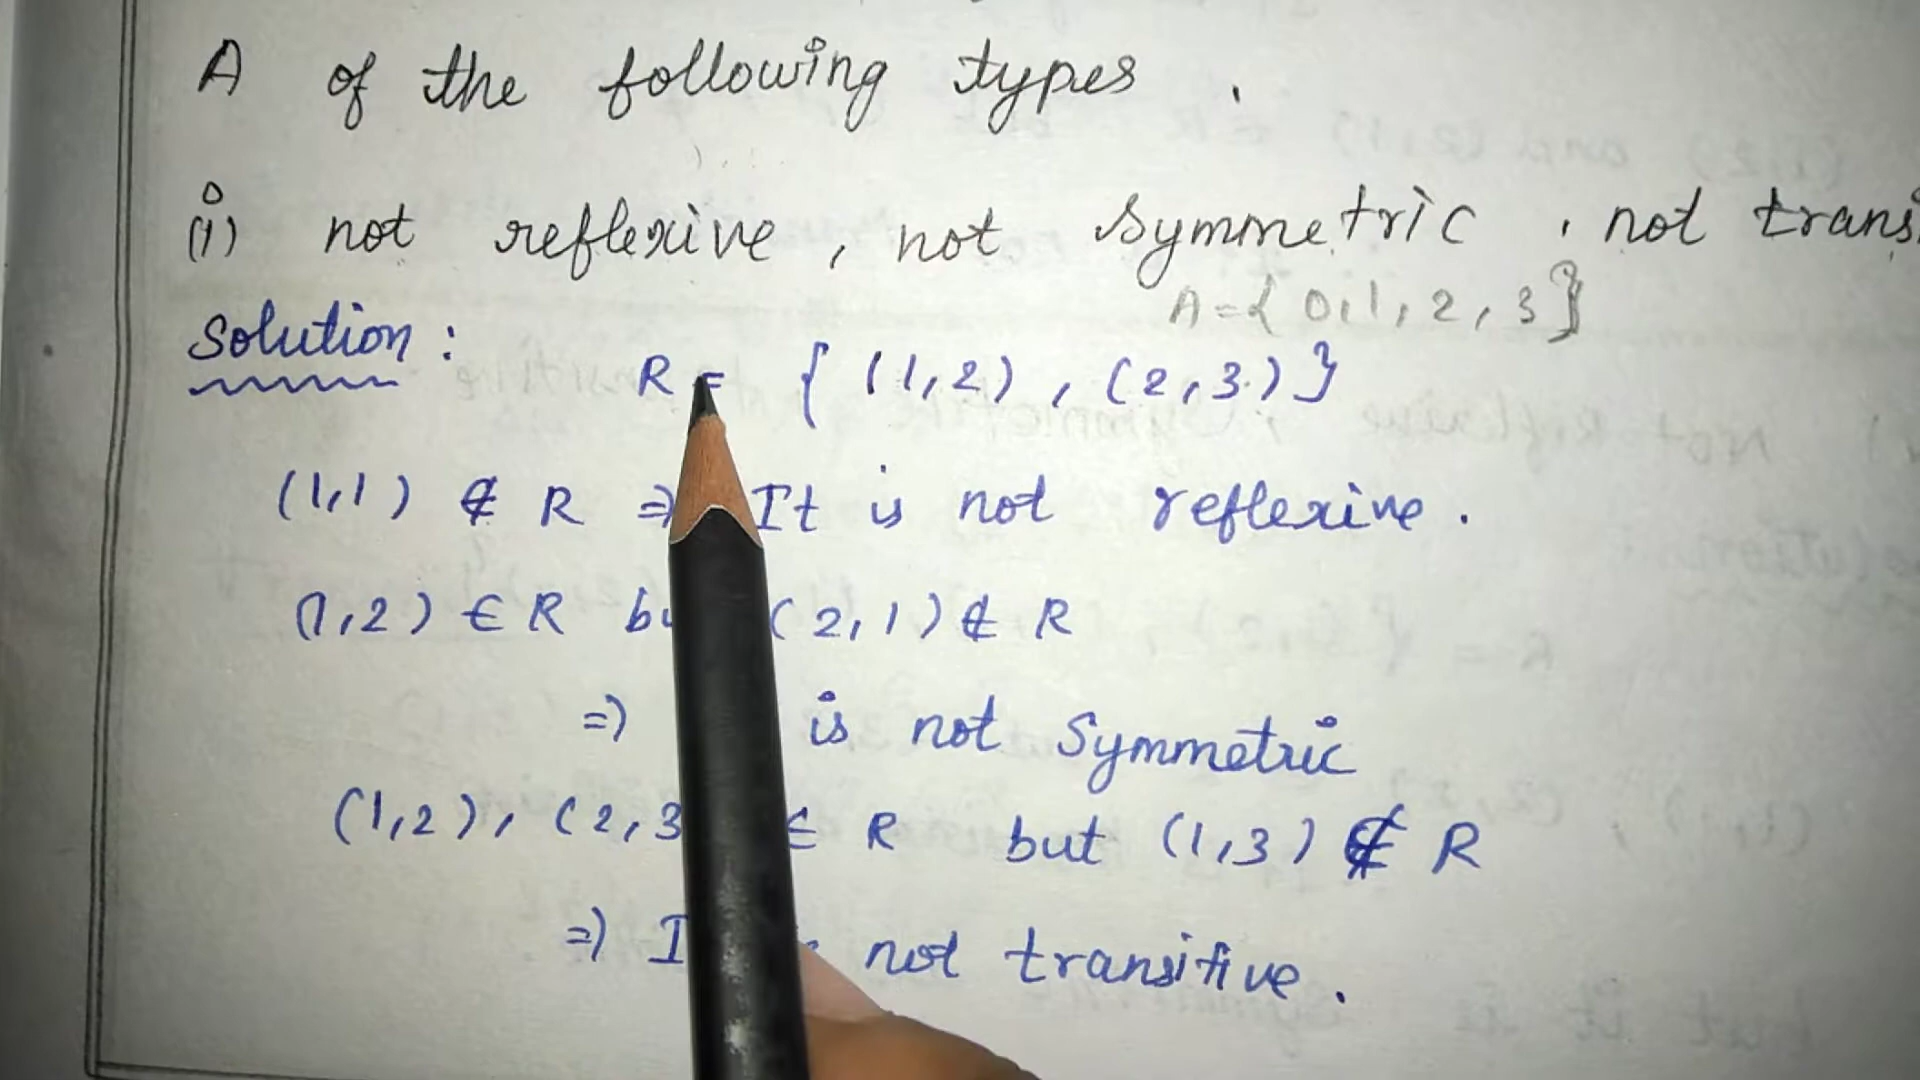 A of the following types.
(i) not reflexive, not symmetric, not
A = {0,1,2,3}
Solution:
R = { (1,2), (2,3) }
(1,1) ∉ R ⇒ It is not reflexive.
(1,2) ∈ R (2,1) ∉ R
⇒ is not Symmetric
(1,2), (2,3 ∈ R but (1,3) ∉ R
⇒ not transitive.